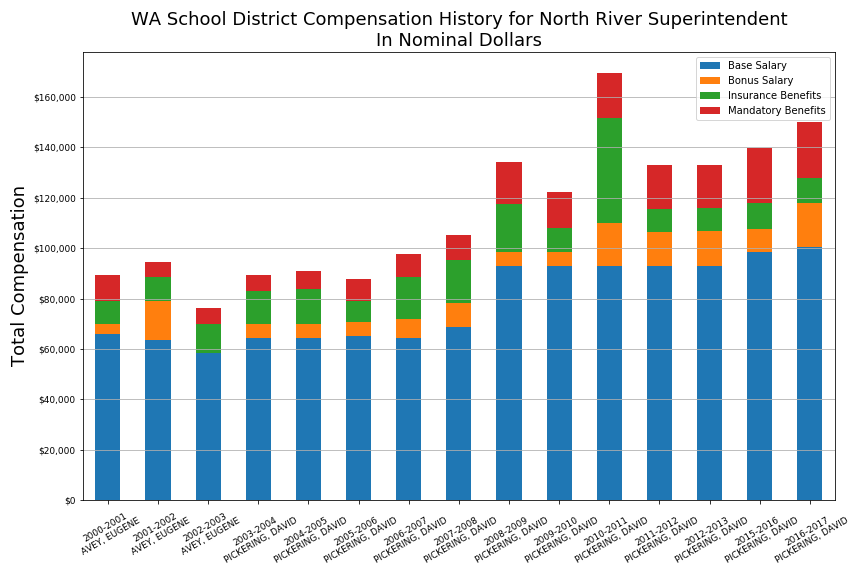 WA School District Compensation History for North River Superintendent
In Nominal Dollars
Base Salary
Bonus Salary
Insurance Benefits
Mandatory Benefits
Total Compensation
$160,000
$140,000
$120,000
$100,000
$80,000
$60,000
$40,000
$20,000
$0
2000-2001
AVEY, EUGENE
2001-2002
AVEY, EUGENE
2002-2003
AVEY, EUGENE
2003-2004
PICKERING, DAVID
2004-2005
PICKERING, DAVID
2005-2006
PICKERING, DAVID
2006-2007
PICKERING, DAVID
2007-2008
PICKERING, DAVID
2008-2009
PICKERING, DAVID
2009-2010
PICKERING, DAVID
2010-2011
PICKERING, DAVID
2011-2012
PICKERING, DAVID
2012-2013
PICKERING, DAVID
2015-2016
PICKERING, DAVID
2016-2017
PICKERING, DAVID